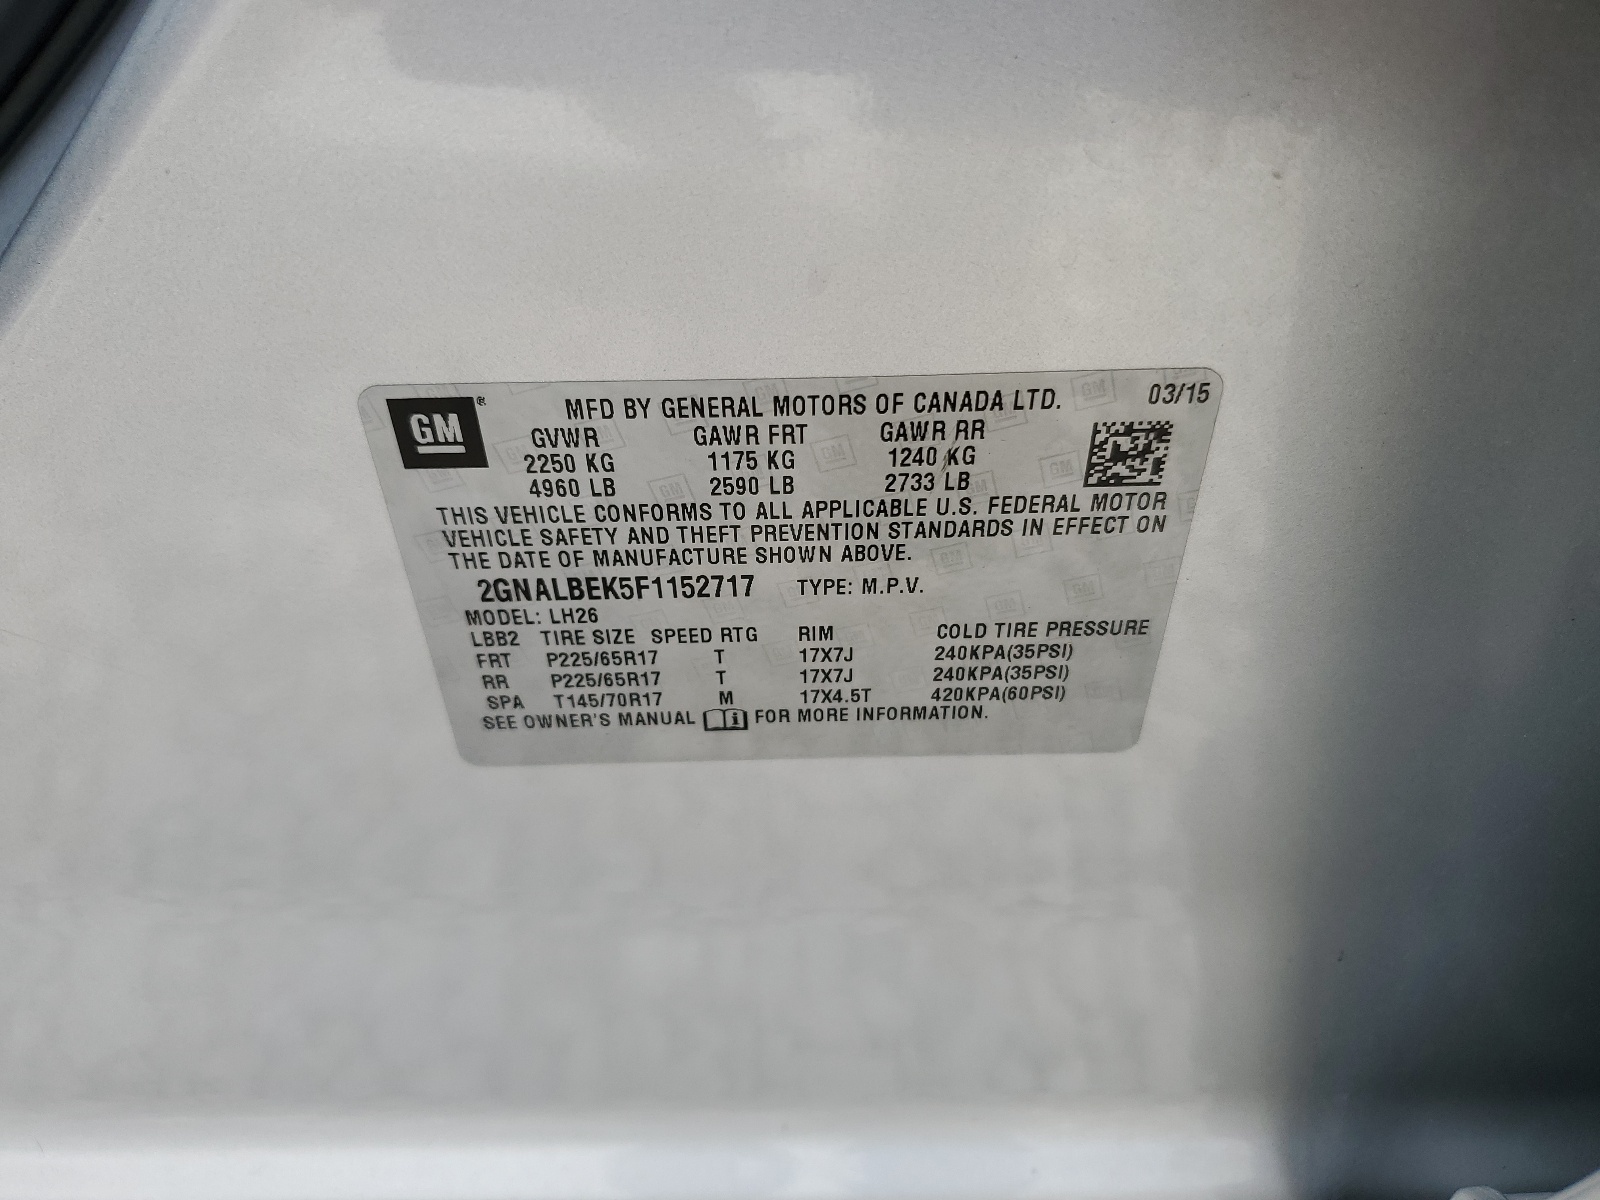 GM ®
MFD BY GENERAL MOTORS OF CANADA LTD. 03/15
GVWR GAWR FRT GAWR RR
2250 KG 1175 KG 1240 KG
4960 LB 2590 LB 2733 LB
THIS VEHICLE CONFORMS TO ALL APPLICABLE U.S. FEDERAL MOTOR
VEHICLE SAFETY AND THEFT PREVENTION STANDARDS IN EFFECT ON
THE DATE OF MANUFACTURE SHOWN ABOVE.
2GNALBEK5F1152717 TYPE: M.P.V.
MODEL: LH26
LBB2 TIRE SIZE SPEED RTG RIM COLD TIRE PRESSURE
FRT P225/65R17 T 17X7J 240KPA(35PSI)
RR P225/65R17 T 17X7J 240KPA(35PSI)
SPA T145/70R17 M 17X4.5T 420KPA(60PSI)
SEE OWNER'S MANUAL i FOR MORE INFORMATION.